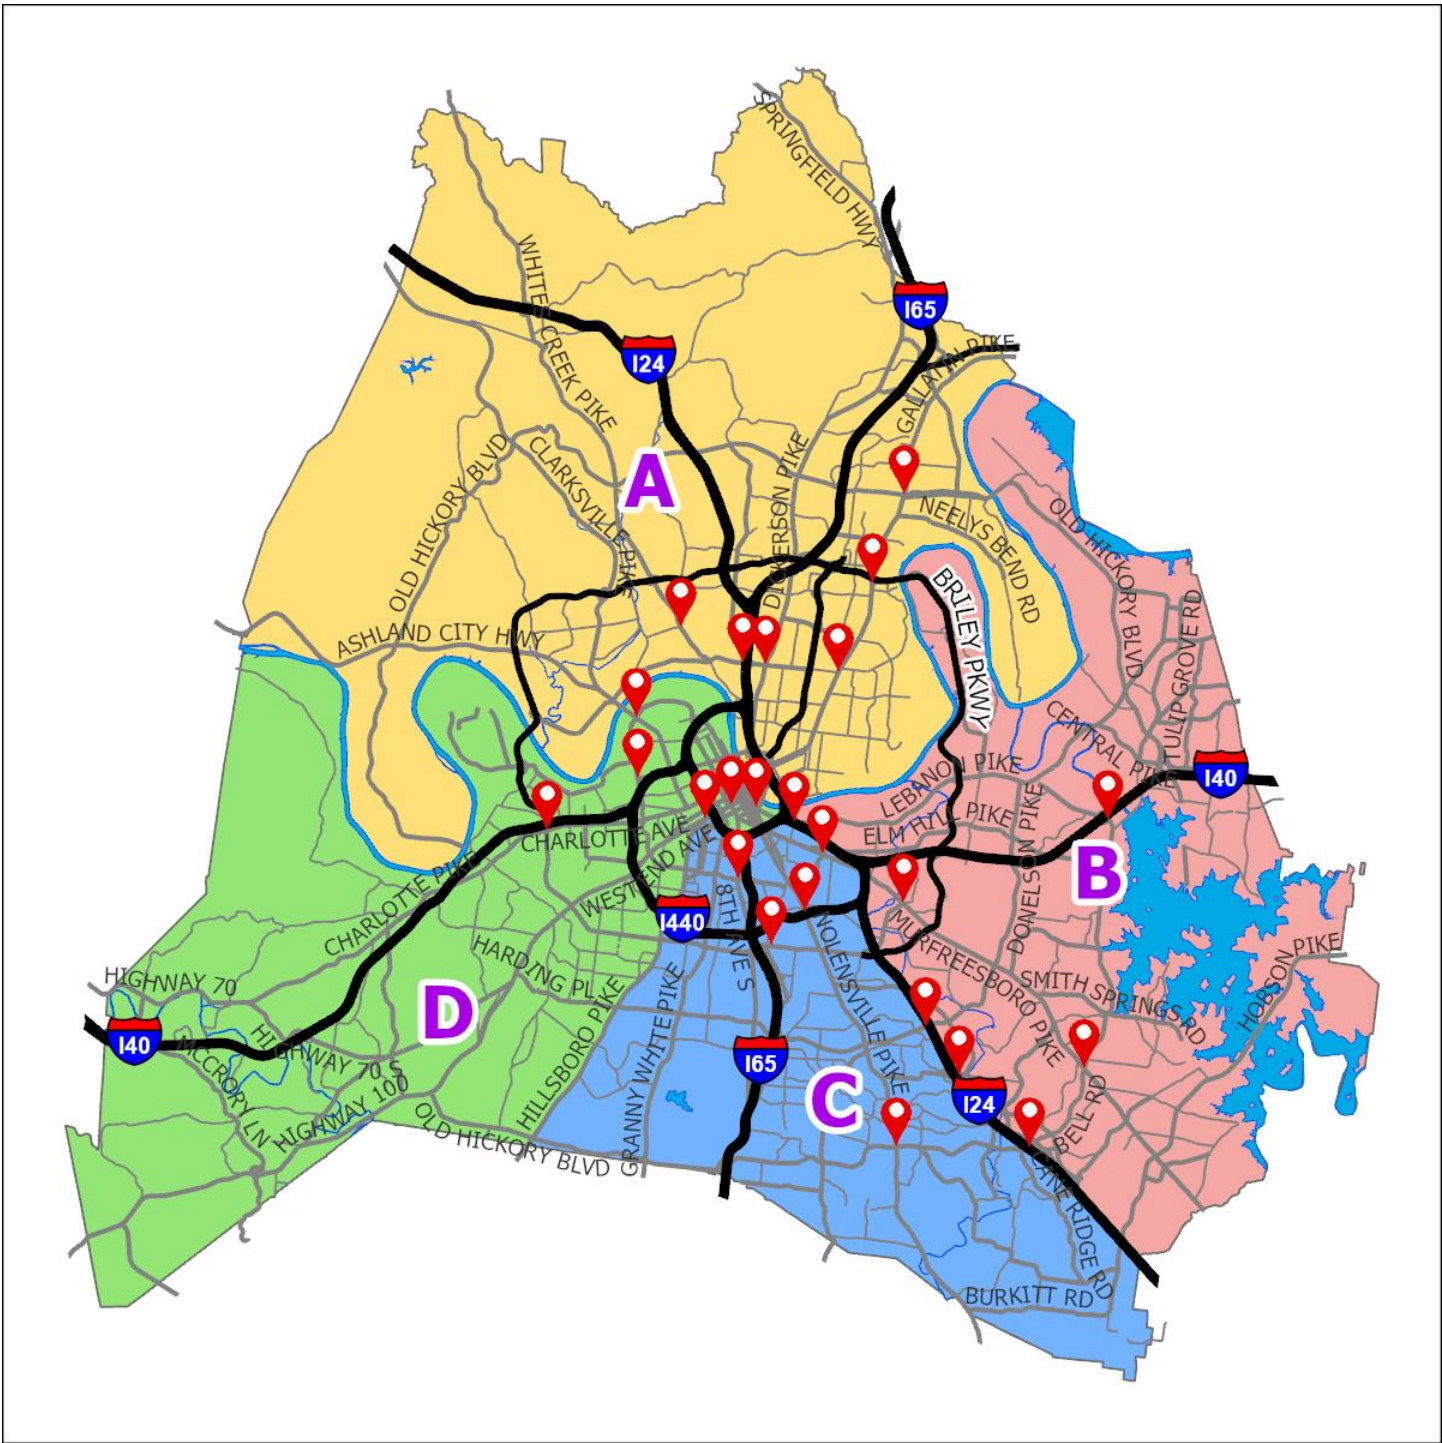 SPRINGFIELD HWY
WHITES CREEK PIKE
I65
I24
GALLATIN PIKE
A
OLD HICKORY BLVD
CLARKSVILLE PIKE
DICKERSON PIKE
NEELYS BEND RD
OLD HICKORY BLVD
BRILEY PKWY
TULIP GROVE RD
ASHLAND CITY HWY
CENTRAL PIKE
I40
LEBANON PIKE
ELM HILL PIKE
CHARLOTTE AVE
WEST END AVE
DONELSON PIKE
B
CHARLOTTE PIKE
8TH AVE S
I440
NOLENSVILLE PIKE
MURFREESBORO PIKE
HARDING PL
SMITH SPRINGS RD
HOBSON PIKE
HIGHWAY 70
D
HILLSBORO PIKE
GRANNY WHITE PIKE
I40
MCCRORY LN
HIGHWAY 70 S
HIGHWAY 100
OLD HICKORY BLVD
I65
C
I24
BELL RD
CANE RIDGE RD
BURKITT RD